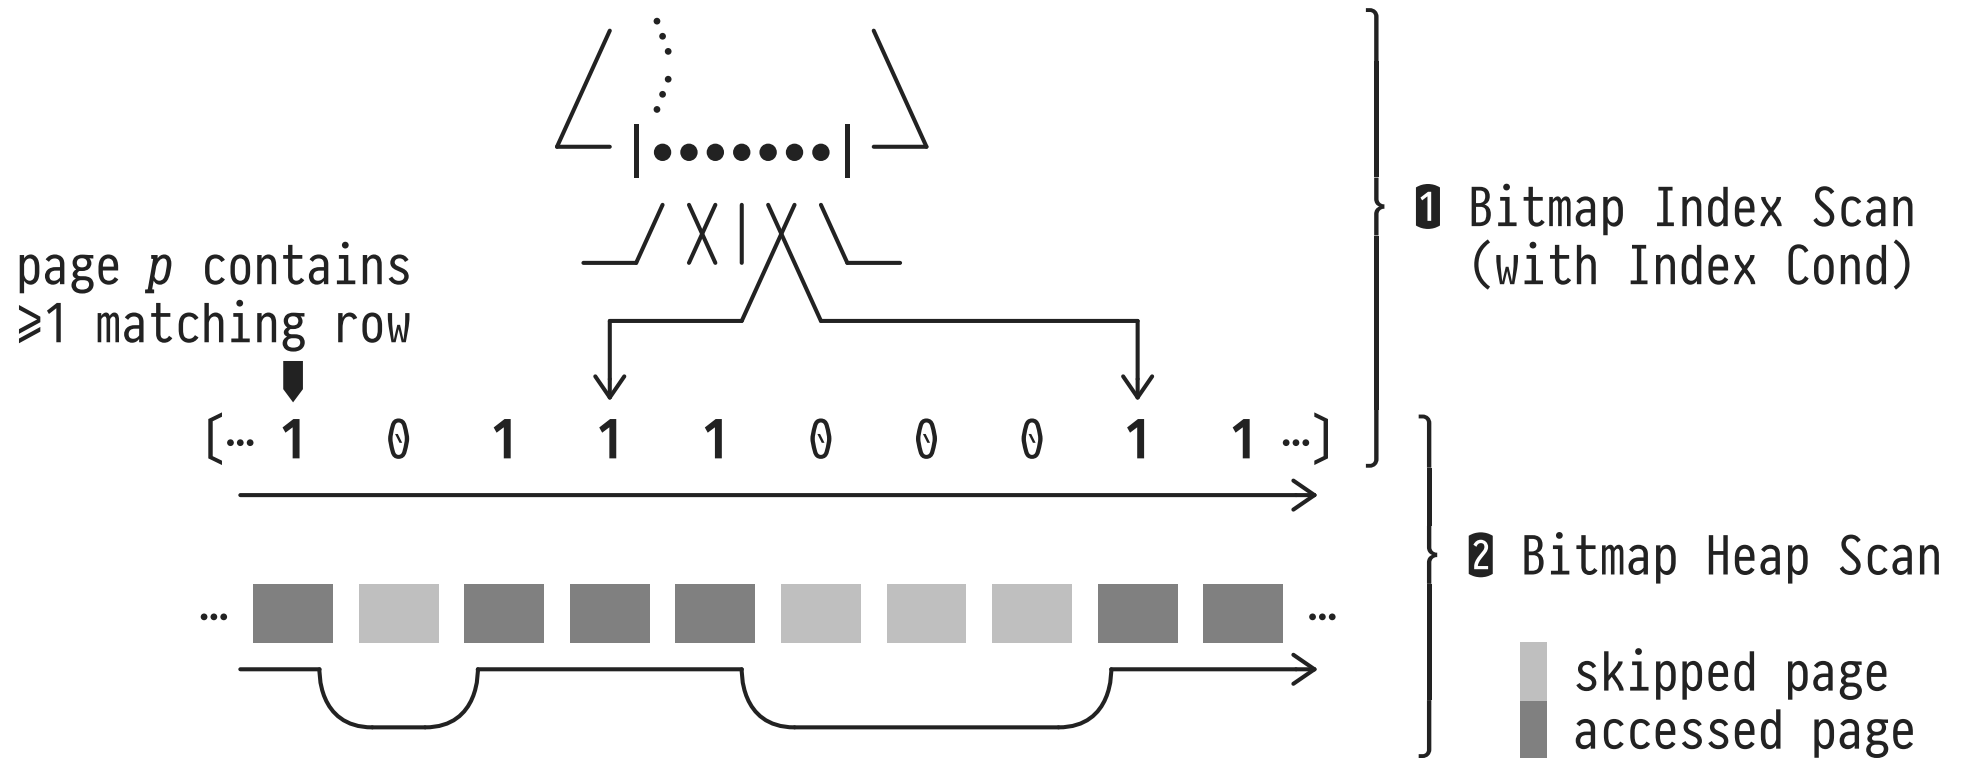 1 Bitmap Index Scan
(with Index Cond)
page p contains
≥1 matching row
[··· 1 0 1 1 1 0 0 0 1 1 ···]
2 Bitmap Heap Scan
··· ···
skipped page
accessed page